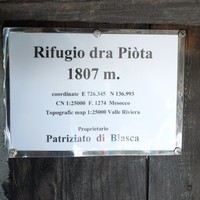 Rifugio dra Piòta
1807 m.
coordinate E 726.345 N 136.993
CN 1:25000 F. 1274 Mesocco
Topografic map 1:25000 Valle Riviera
Proprietario
Patriziato di Biasca